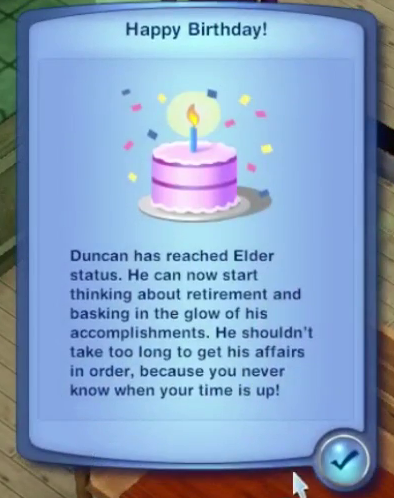 Happy Birthday!
Duncan has reached Elder
status. He can now start
thinking about retirement and
basking in the glow of his
accomplishments. He shouldn't
take too long to get his affairs
in order, because you never
know when your time is up!